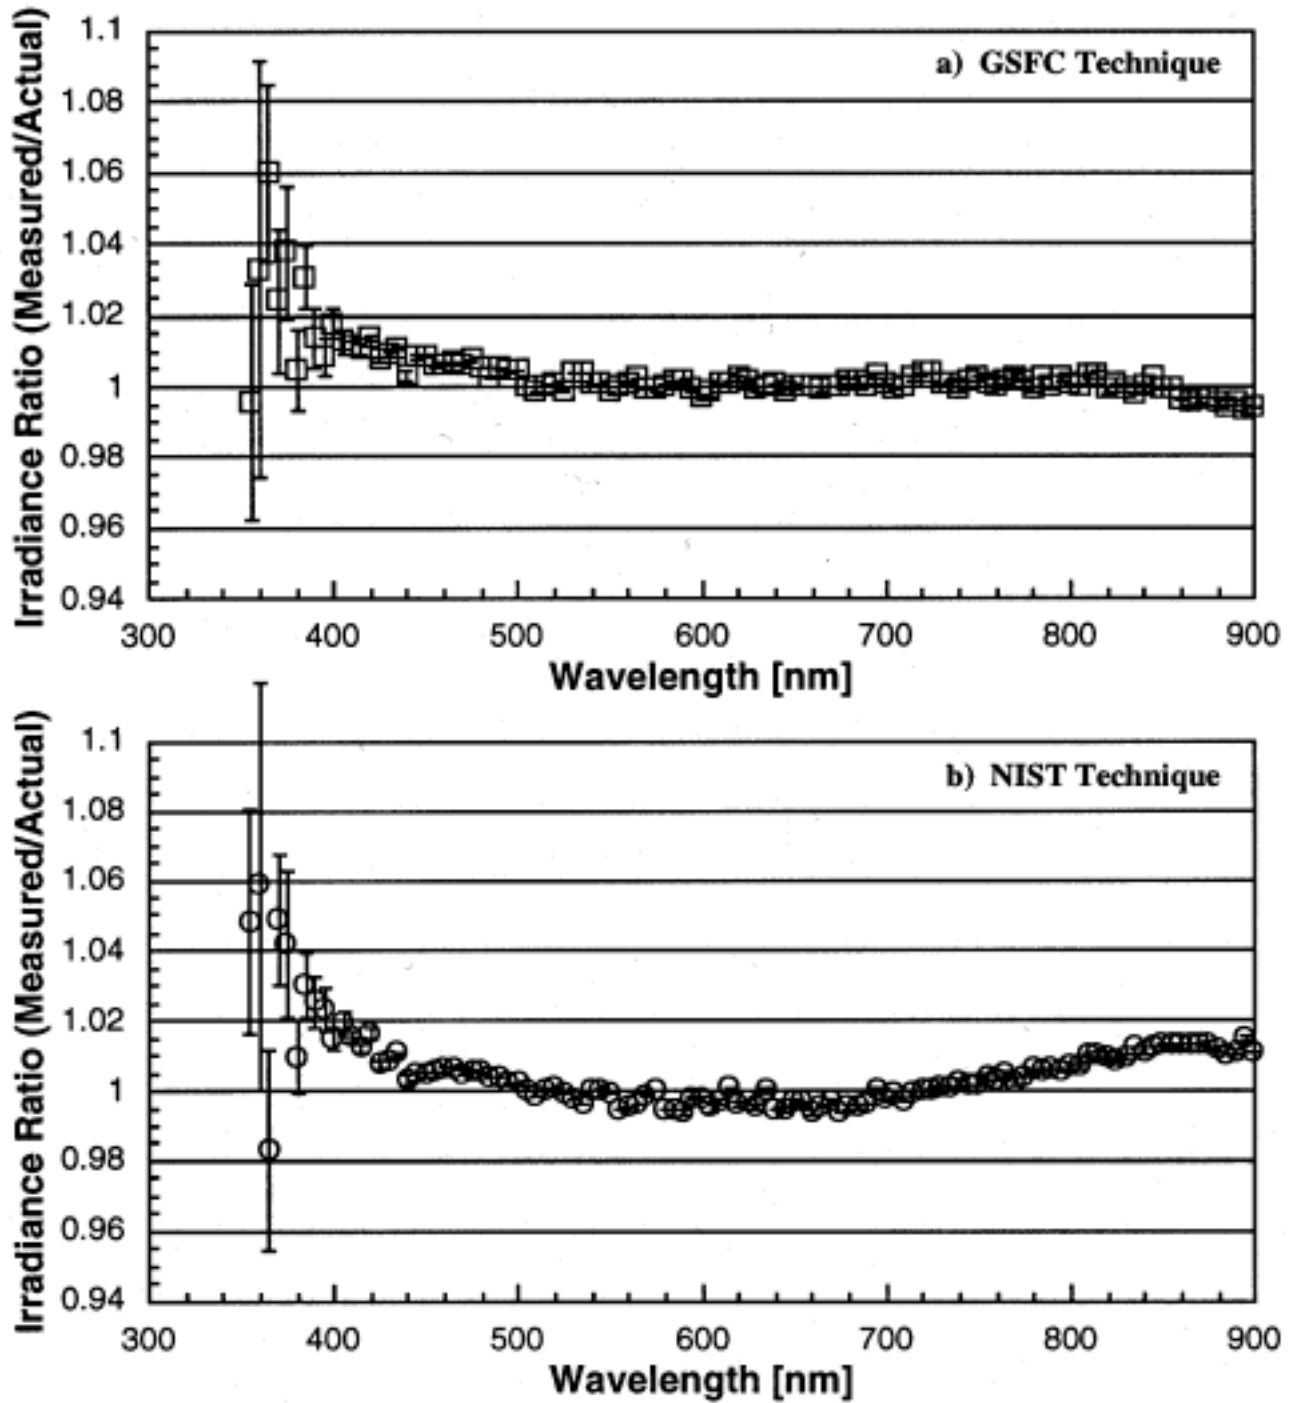 Irradiance Ratio (Measured/Actual)
a) GSFC Technique
1.1
1.08
1.06
1.04
1.02
1
0.98
0.96
0.94
300 400 500 600 700 800 900
Wavelength [nm]
Irradiance Ratio (Measured/Actual)
b) NIST Technique
1.1
1.08
1.06
1.04
1.02
1
0.98
0.96
0.94
300 400 500 600 700 800 900
Wavelength [nm]